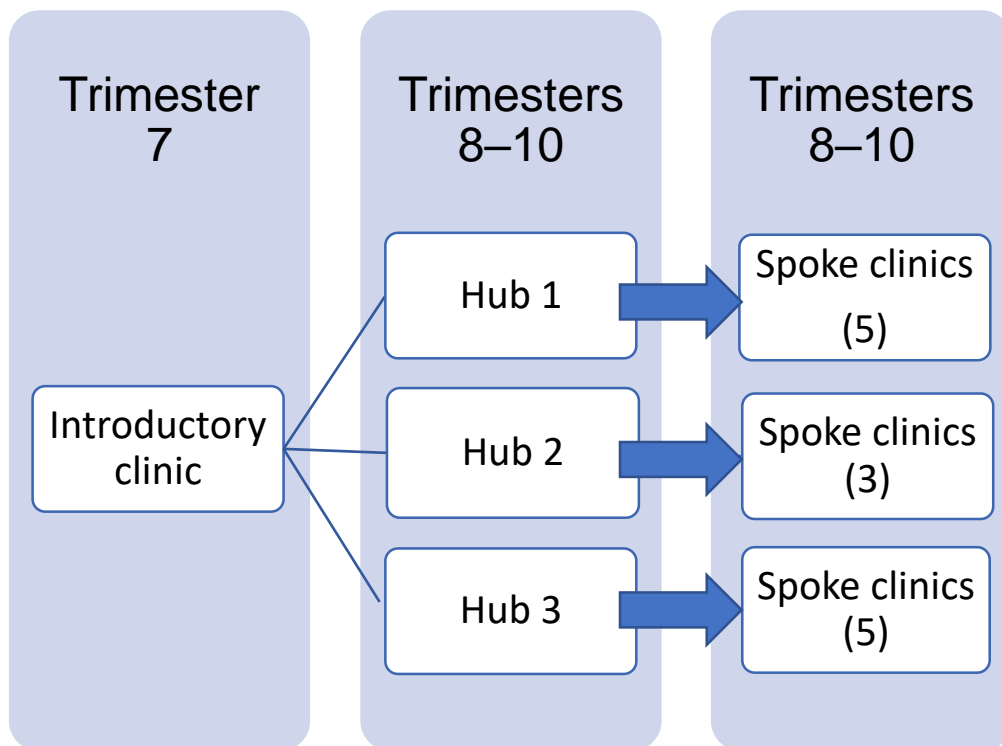 Trimester
7
Introductory
clinic
Trimesters
8–10
Hub 1
Hub 2
Hub 3
Trimesters
8–10
Spoke clinics
(5)
Spoke clinics
(3)
Spoke clinics
(5)